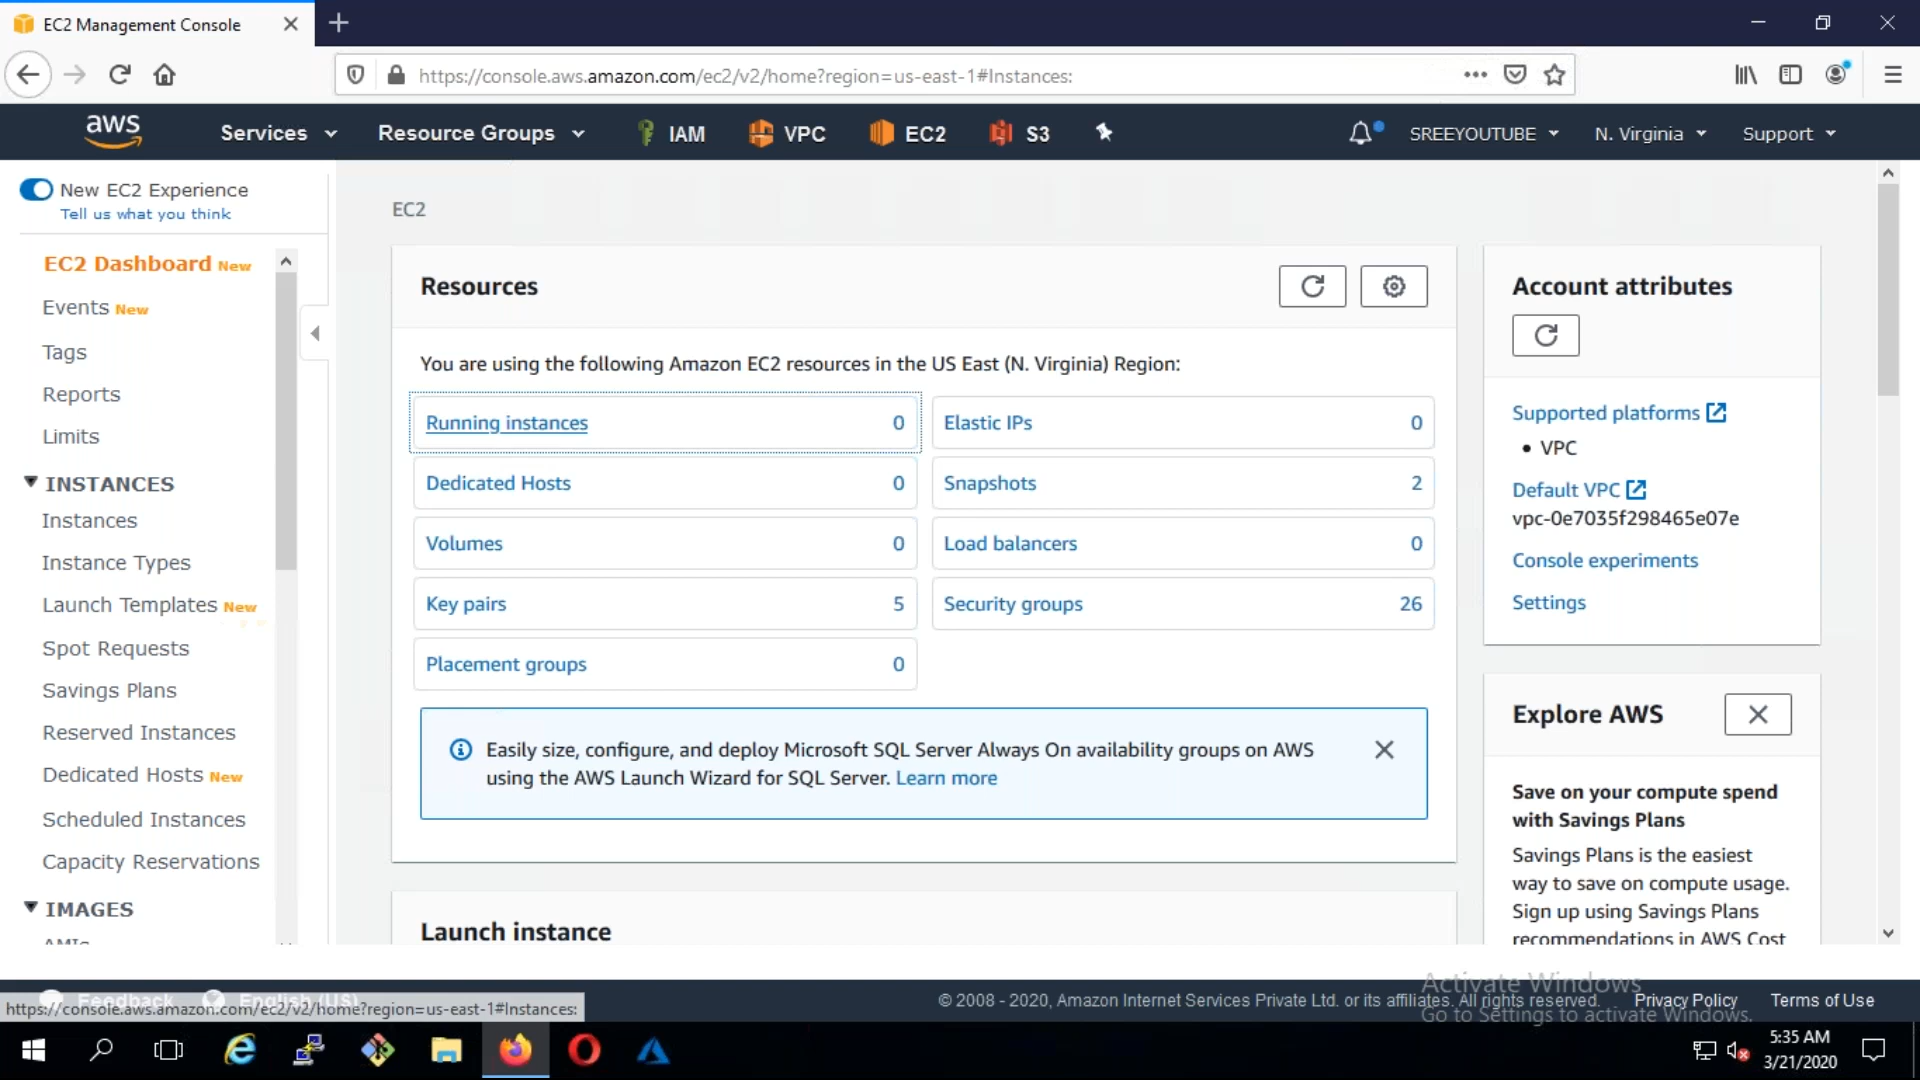 EC2 Management Console
https://console.aws.amazon.com/ec2/v2/home?region=us-east-1#Instances:
aws
Services
Resource Groups
IAM
VPC
EC2
S3
SREEYOUTUBE
N. Virginia
Support
New EC2 Experience
Tell us what you think
EC2 Dashboard New
Events New
Tags
Reports
Limits
INSTANCES
Instances
Instance Types
Launch Templates New
Spot Requests
Savings Plans
Reserved Instances
Dedicated Hosts New
Scheduled Instances
Capacity Reservations
IMAGES
AMIs
EC2
Resources
You are using the following Amazon EC2 resources in the US East (N. Virginia) Region:
Running instances 0
Elastic IPs 0
Dedicated Hosts 0
Snapshots 2
Volumes 0
Load balancers 0
Key pairs 5
Security groups 26
Placement groups 0
Easily size, configure, and deploy Microsoft SQL Server Always On availability groups on AWS
using the AWS Launch Wizard for SQL Server. Learn more
Launch instance
Account attributes
Supported platforms
• VPC
Default VPC
vpc-0e7035f298465e07e
Console experiments
Settings
Explore AWS
Save on your compute spend
with Savings Plans
Savings Plans is the easiest
way to save on compute usage.
Sign up using Savings Plans
recommendations in AWS Cost
Feedback
English (US)
https://console.aws.amazon.com/ec2/v2/home?region=us-east-1#Instances:
© 2008 - 2020, Amazon Internet Services Private Ltd. or its affiliates. All rights reserved.
Privacy Policy
Terms of Use
Activate Windows
Go to Settings to activate Windows.
5:35 AM
3/21/2020